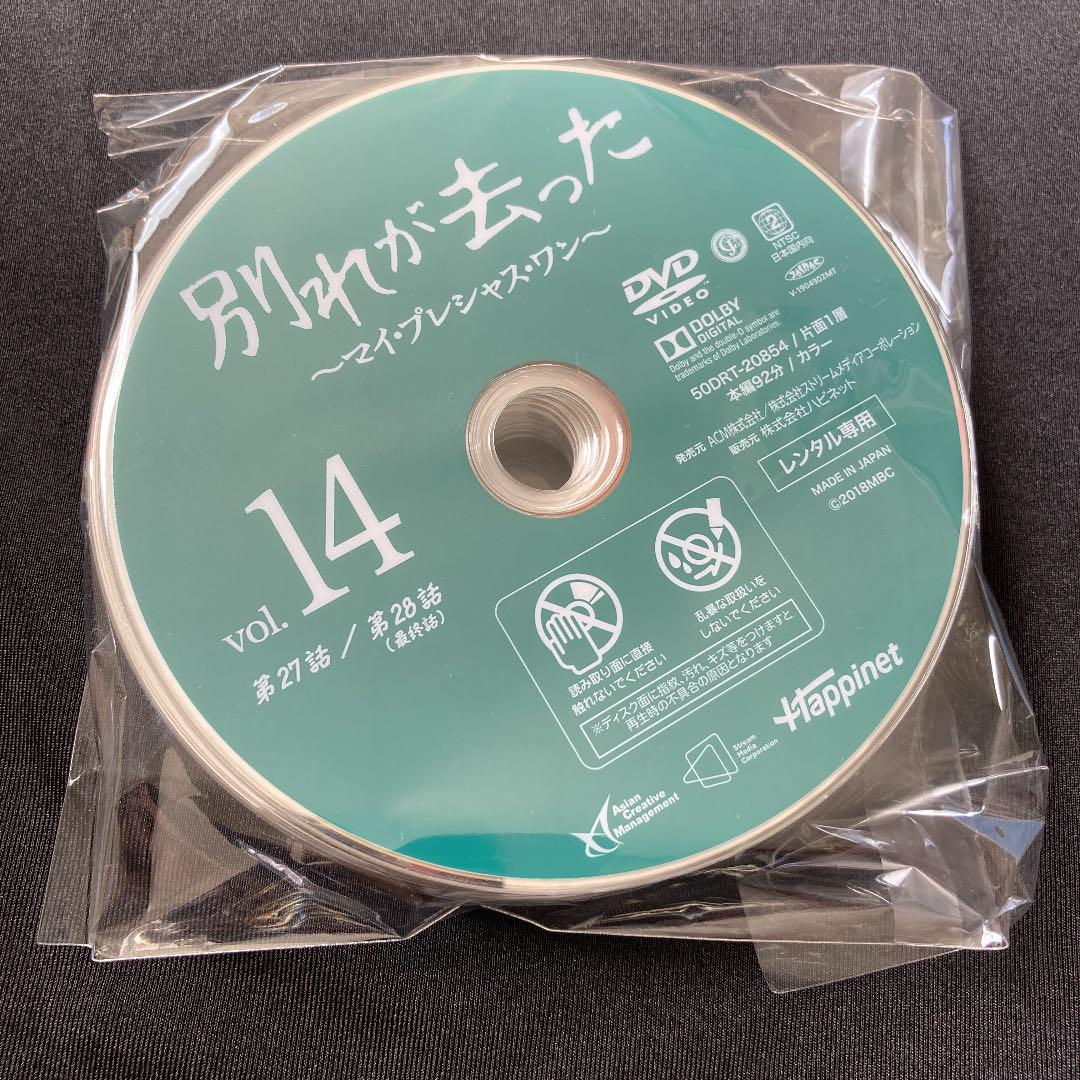 別れが去った
～マイ・プレシャス・ワン～
DVD
VIDEO
2
NTSC
日本国内向
V-1904902MT
DOLBY
DIGITAL
Dolby and the double-D symbol are
trademarks of Dolby Laboratories.
50DRT-20854 / 片面1層
本編92分 / カラー
発売元 ACM株式会社/株式会社ストリームメディアコーポレーション
販売元 株式会社ハピネット
レンタル専用
MADE IN JAPAN
©2018MBC
vol. 14
第27話 / 第28話
(最終話)
読み取り面に直接
触れないでください
乱暴な取扱いを
しないでください
※ディスク面に指紋、汚れ、キズ等をつけますと
再生時の不具合の原因となります
+Happinet
Stream
Media
Corporation
Asian
Creative
Management